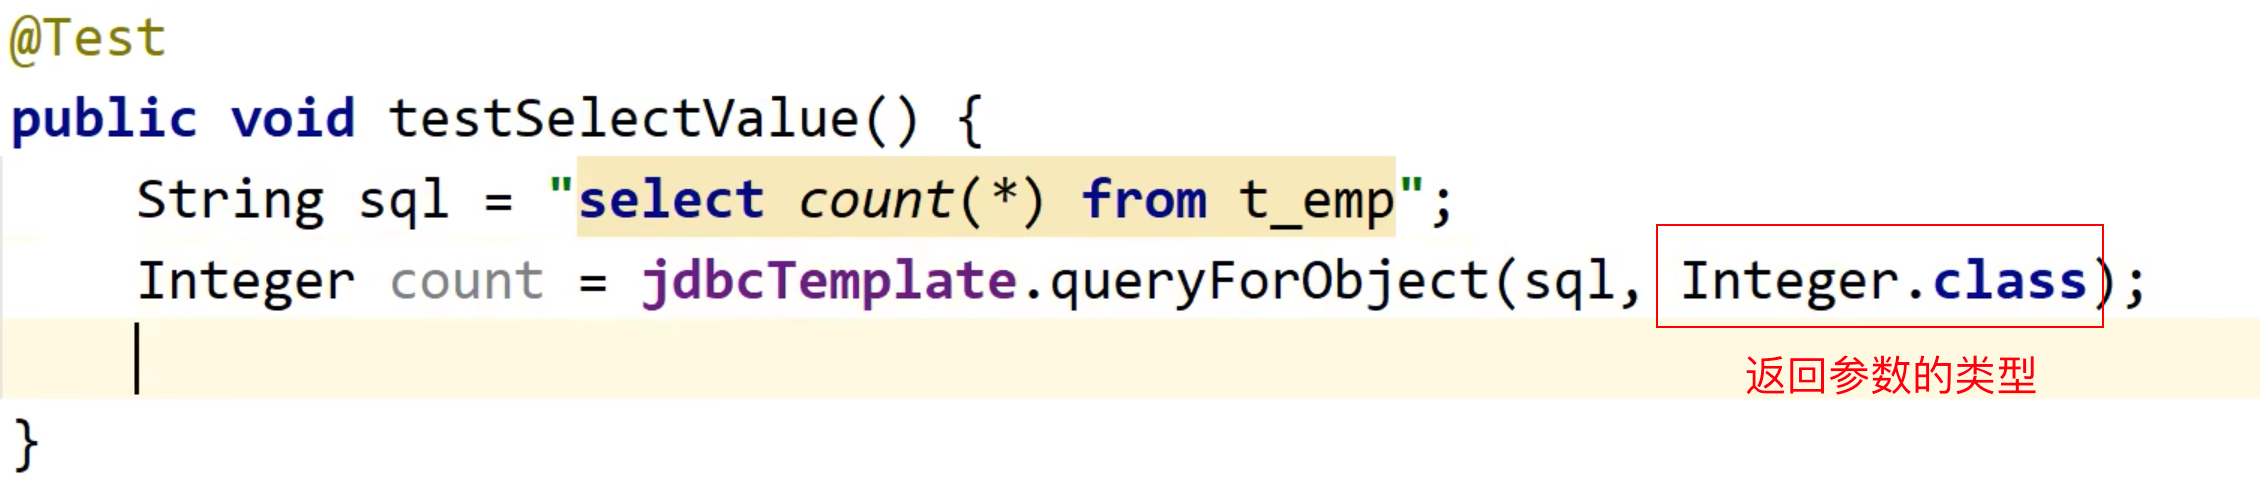 @Test
public void testSelectValue() {
String sql = "select count(*) from t_emp";
Integer count = jdbcTemplate.queryForObject(sql, Integer.class);
返回参数的类型
}